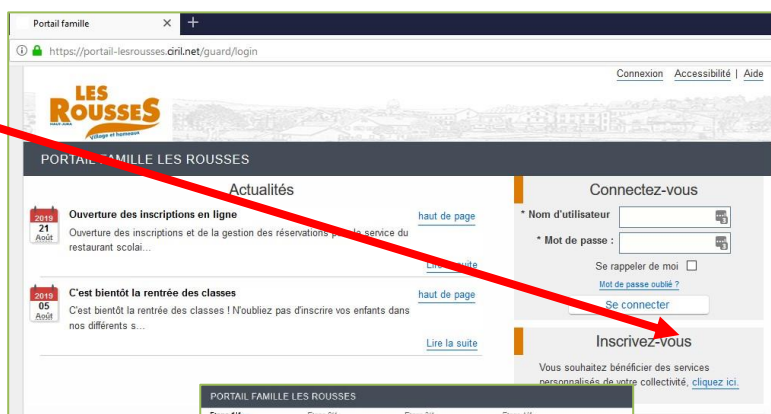 Portail famille
https://portail-lesrousses.ciril.net/guard/login
Connexion Accessibilité | Aide
LES
ROUSSES
Village et hameaux
PORTAIL FAMILLE LES ROUSSES
Actualités
2019
21
Août
Ouverture des inscriptions en ligne
haut de page
Ouverture des inscriptions et de la gestion des réservations pour le service du
restaurant scolai...
Lire la suite
2019
05
Août
C'est bientôt la rentrée des classes
haut de page
C'est bientôt la rentrée des classes ! N'oubliez pas d'inscrire vos enfants dans
nos différents s...
Lire la suite
Connectez-vous
* Nom d'utilisateur
* Mot de passe :
Se rappeler de moi
Mot de passe oublié ?
Se connecter
Inscrivez-vous
Vous souhaitez bénéficier des services
personnalisés de votre collectivité, cliquez ici.
PORTAIL FAMILLE LES ROUSSES